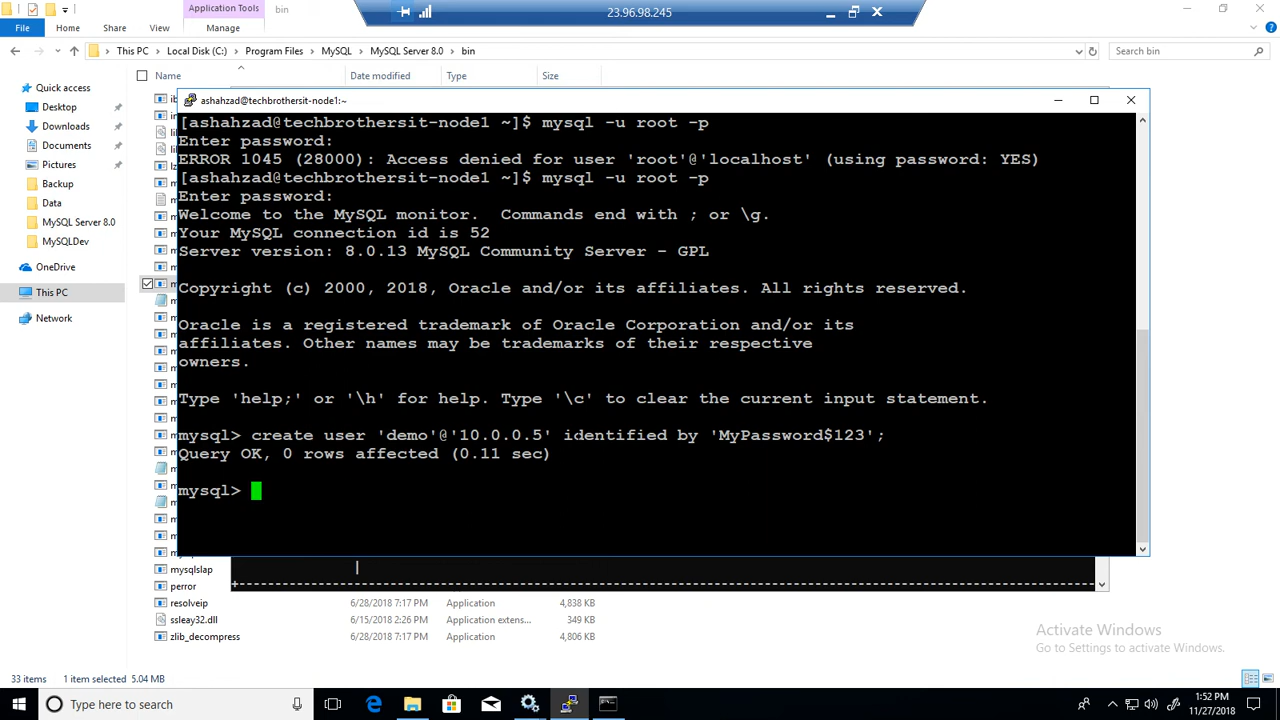 Application Tools
bin
23.96.98.245
File
Home
Share
View
Manage
This PC
Local Disk (C:)
Program Files
MySQL
MySQL Server 8.0
bin
Search bin
Name
Date modified
Type
Size
Quick access
Desktop
Downloads
Documents
Pictures
Backup
Data
MySQL Server 8.0
MySQLDev
OneDrive
This PC
Network
ashahzad@techbrothersit-node1:~
[ashahzad@techbrothersit-node1 ~]$ mysql -u root -p
Enter password:
ERROR 1045 (28000): Access denied for user 'root'@'localhost' (using password: YES)
[ashahzad@techbrothersit-node1 ~]$ mysql -u root -p
Enter password:
Welcome to the MySQL monitor.  Commands end with ; or \g.
Your MySQL connection id is 52
Server version: 8.0.13 MySQL Community Server - GPL
Copyright (c) 2000, 2018, Oracle and/or its affiliates. All rights reserved.
Oracle is a registered trademark of Oracle Corporation and/or its
affiliates. Other names may be trademarks of their respective
owners.
Type 'help;' or '\h' for help. Type '\c' to clear the current input statement.
mysql> create user 'demo'@'10.0.0.5' identified by 'MyPassword$123';
Query OK, 0 rows affected (0.11 sec)
mysql>
mysqlslap
perror
resolveip 6/28/2018 7:17 PM Application 4,838 KB
ssleay32.dll 6/15/2018 2:26 PM Application extens... 349 KB
zlib_decompress 6/28/2018 7:17 PM Application 4,806 KB
Activate Windows
Go to Settings to activate Windows.
33 items
1 item selected 5.04 MB
Type here to search
1:52 PM
11/27/2018